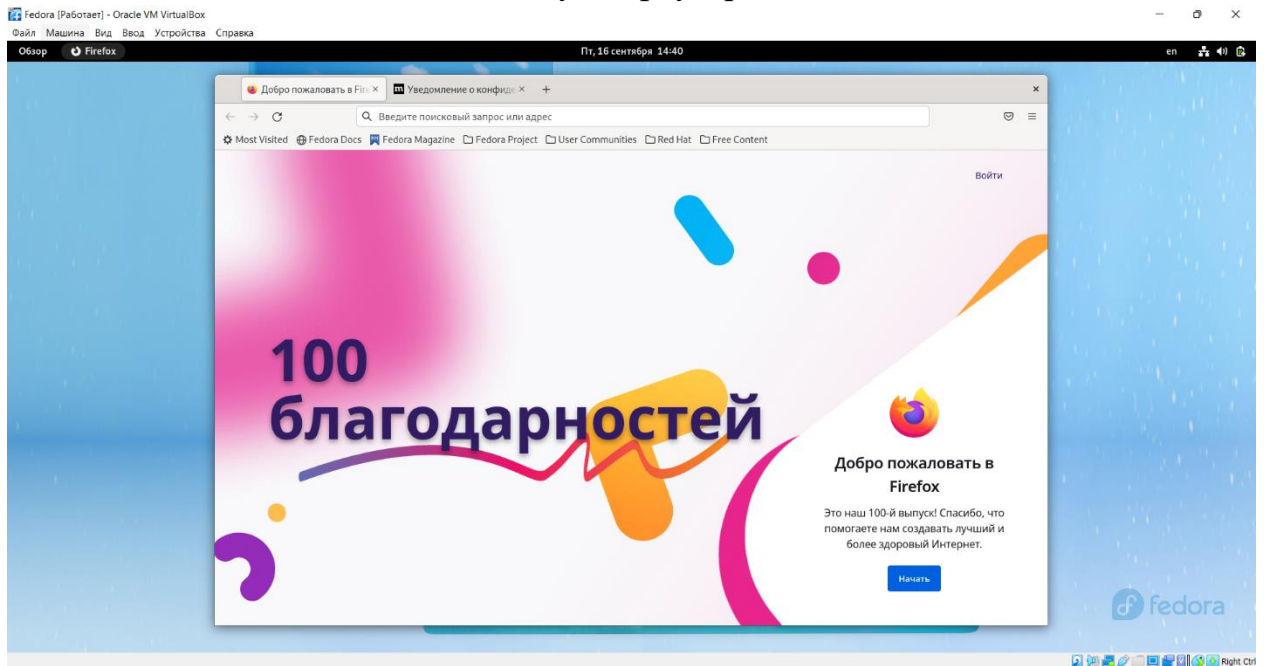 Fedora [Работает] - Oracle VM VirtualBox
Файл Машина Вид Ввод Устройства Справка
Обзор Firefox Пт, 16 сентября 14:40 en
Добро пожаловать в Fire × Уведомление о конфиде × + ×
Введите поисковый запрос или адрес
Most Visited Fedora Docs Fedora Magazine Fedora Project User Communities Red Hat Free Content
Войти
100
благодарностей
Добро пожаловать в
Firefox
Это наш 100-й выпуск! Спасибо, что
помогаете нам создавать лучший и
более здоровый Интернет.
Начать
fedora
Right Ctrl